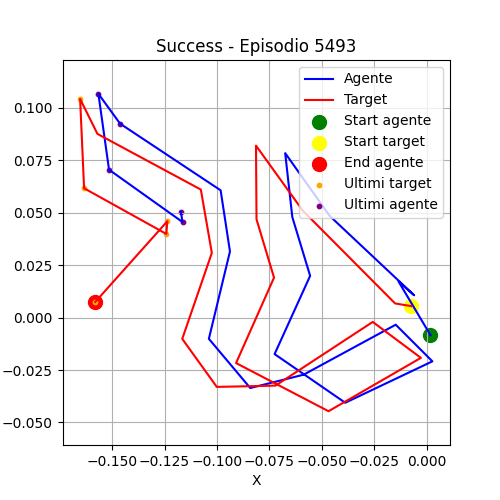 Success - Episodio 5493
Agente
Target
Start agente
Start target
End agente
Ultimi target
Ultimi agente
0.100
0.075
0.050
0.025
0.000
−0.025
−0.050
−0.150 −0.125 −0.100 −0.075 −0.050 −0.025 0.000
X